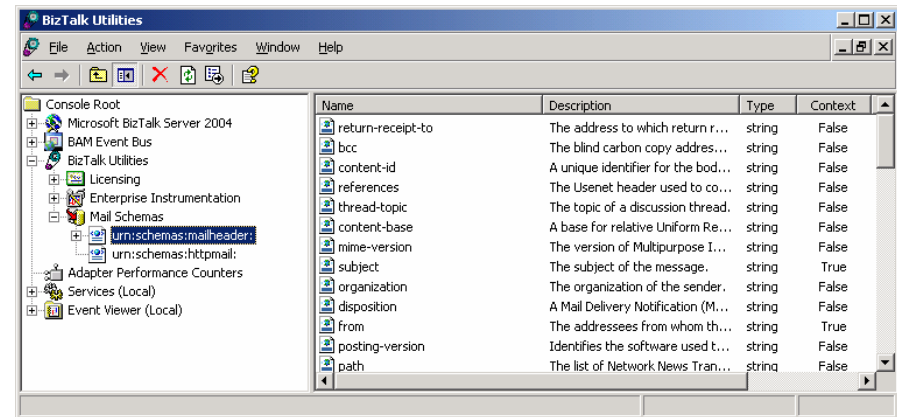 BizTalk Utilities
File Action View Favorites Window Help
Console Root
Microsoft BizTalk Server 2004
BAM Event Bus
BizTalk Utilities
Licensing
Enterprise Instrumentation
Mail Schemas
urn:schemas:mailheader:
urn:schemas:httpmail:
Adapter Performance Counters
Services (Local)
Event Viewer (Local)
Name Description Type Context
return-receipt-to The address to which return r... string False
bcc The blind carbon copy addres... string False
content-id A unique identifier for the bod... string False
references The Usenet header used to co... string False
thread-topic The topic of a discussion thread. string False
content-base A base for relative Uniform Re... string False
mime-version The version of Multipurpose I... string False
subject The subject of the message. string True
organization The organization of the sender. string False
disposition A Mail Delivery Notification (M... string False
from The addressees from whom th... string True
posting-version Identifies the software used t... string False
path The list of Network News Tran... string False